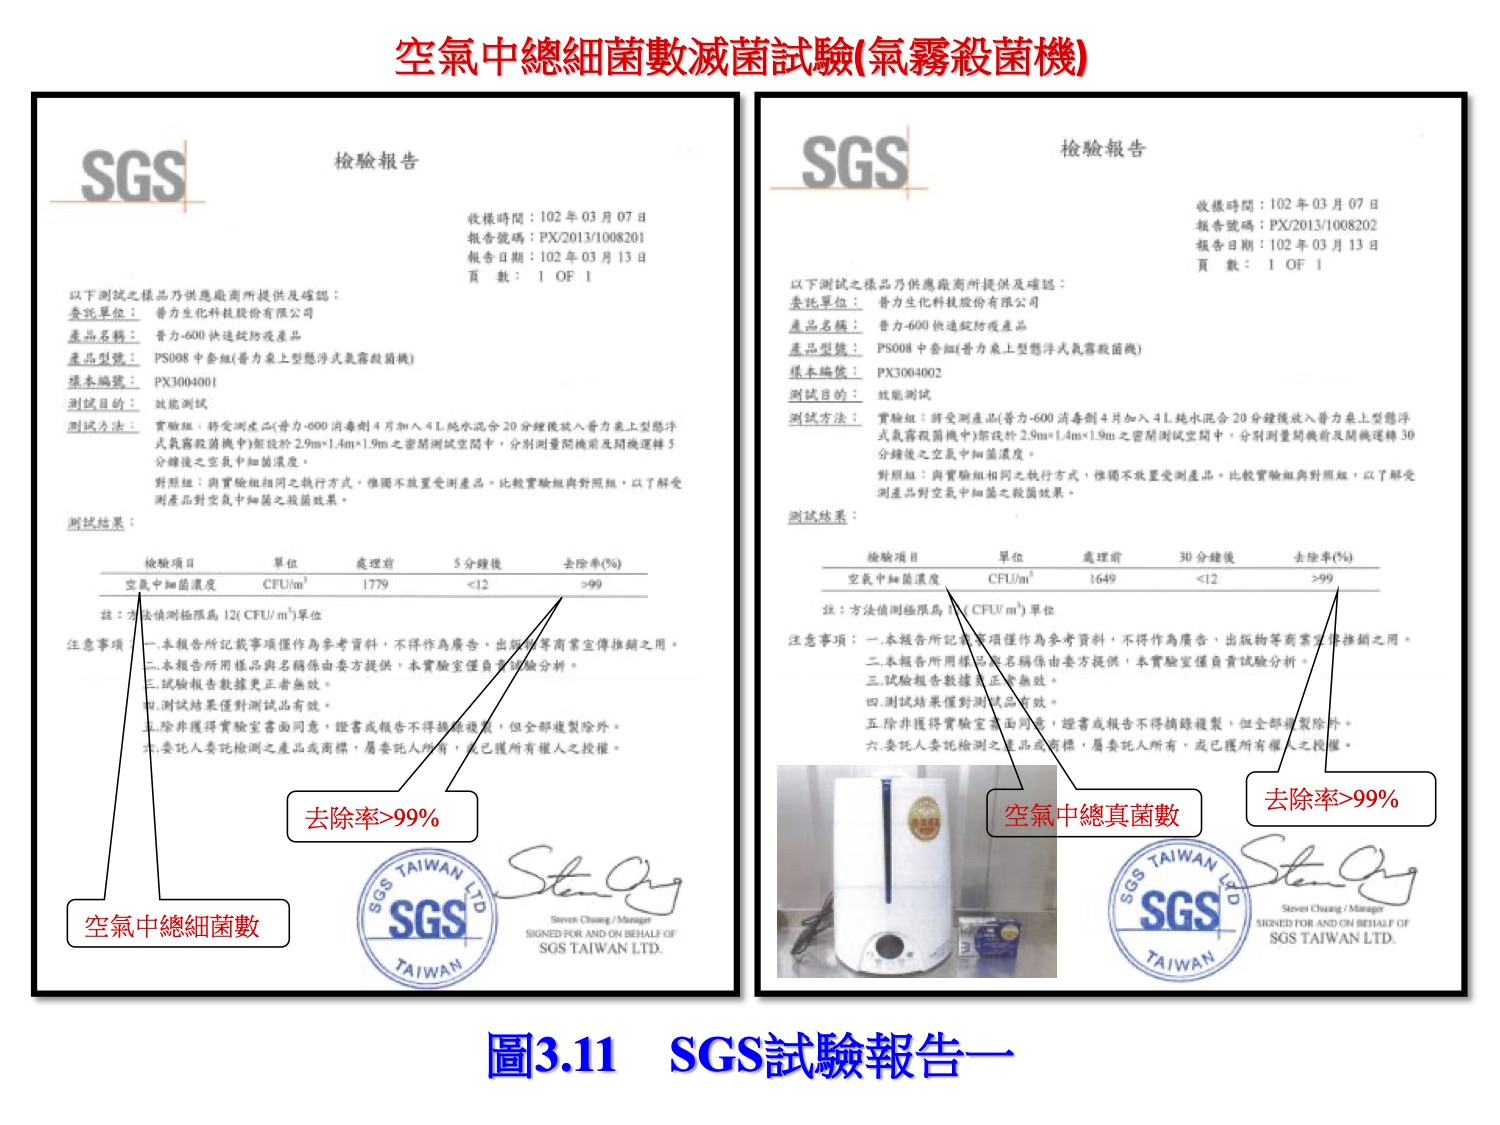 空氣中總細菌數滅菌試驗(氣霧殺菌機)
SGS
檢驗報告
收樣時間：102 年 03 月 07 日
報告號碼：PX/2013/1008201
報告日期：102 年 03 月 13 日
頁 數： 1 OF 1
以下測試之樣品乃供應廠商所提供及確認：
委託單位： 普力生化科技股份有限公司
產品名稱： 普力-600 快速錠防疫產品
產品型號： PS008 中套組(普力桌上型懸浮式氣霧殺菌機)
樣本編號： PX3004001
測試目的： 效能測試
測試方法： 實驗組：將受測產品(普力-600 消毒劑 4 片加入 4 L 純水混合 20 分鐘後放入普力桌上型懸浮
式氣霧殺菌機中)架設於 2.9m×1.4m×1.9m 之密閉測試空間中，分別測量開機前及開機運轉 5
分鐘後之空氣中細菌濃度。
對照組：與實驗組相同之執行方式，惟獨不放置受測產品。比較實驗組與對照組，以了解受
測產品對空氣中細菌之殺菌效果。
測試結果：
檢驗項目 單位 處理前 5 分鐘後 去除率(%)
空氣中細菌濃度 CFU/m³ 1779 <12 >99
註：方法偵測極限為 12( CFU/ m³)單位
注意事項：一.本報告所記載事項僅作為參考資料，不得作為廣告、出版物等商業宣傳推銷之用。
二.本報告所用樣品與名稱係由委方提供，本實驗室僅負責試驗分析。
三.試驗報告數據更正者無效。
四.測試結果僅對測試品有效。
五.除非獲得實驗室書面同意，證書或報告不得摘錄複製，但全部複製除外。
六.委託人委託檢測之產品或商標，屬委託人所有，或已獲所有權人之授權。
去除率>99%
空氣中總細菌數
SGS TAIWAN LTD
SGS
TAIWAN
Steven Chuang / Manager
SIGNED FOR AND ON BEHALF OF
SGS TAIWAN LTD.
SGS
檢驗報告
收樣時間：102 年 03 月 07 日
報告號碼：PX/2013/1008202
報告日期：102 年 03 月 13 日
頁 數： 1 OF 1
以下測試之樣品乃供應廠商所提供及確認：
委託單位： 普力生化科技股份有限公司
產品名稱： 普力-600 快速錠防疫產品
產品型號： PS008 中套組(普力桌上型懸浮式氣霧殺菌機)
樣本編號： PX3004002
測試目的： 效能測試
測試方法： 實驗組：將受測產品(普力-600 消毒劑 4 片加入 4 L 純水混合 20 分鐘後放入普力桌上型懸浮
式氣霧殺菌機中)架設於 2.9m×1.4m×1.9m 之密閉測試空間中，分別測量開機前及開機運轉 30
分鐘後之空氣中細菌濃度。
對照組：與實驗組相同之執行方式，惟獨不放置受測產品。比較實驗組與對照組，以了解受
測產品對空氣中細菌之殺菌效果。
測試結果：
檢驗項目 單位 處理前 30 分鐘後 去除率(%)
空氣中細菌濃度 CFU/m³ 1649 <12 >99
註：方法偵測極限為 12( CFU/ m³) 單位
注意事項：一.本報告所記載事項僅作為參考資料，不得作為廣告、出版物等商業宣傳推銷之用。
二.本報告所用樣品與名稱係由委方提供，本實驗室僅負責試驗分析。
三.試驗報告數據更正者無效。
四.測試結果僅對測試品有效。
五.除非獲得實驗室書面同意，證書或報告不得摘錄複製，但全部複製除外。
六.委託人委託檢測之產品或商標，屬委託人所有，或已獲所有權人之授權。
空氣中總真菌數
去除率>99%
SGS TAIWAN LTD
SGS
TAIWAN
Steven Chuang / Manager
SIGNED FOR AND ON BEHALF OF
SGS TAIWAN LTD.
圖3.11 SGS試驗報告一